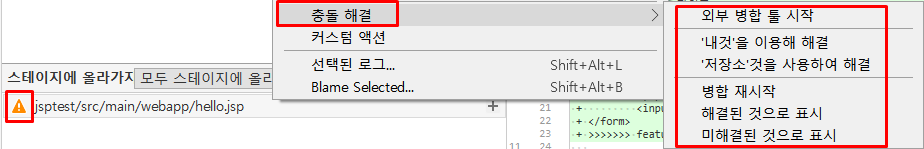 충돌 해결
커스텀 액션
선택된 로그... Shift+Alt+L
Blame Selected... Shift+Alt+B
외부 병합 툴 시작
'내것'을 이용해 해결
'저장소'것을 사용하여 해결
병합 재시작
해결된 것으로 표시
미해결된 것으로 표시
스테이지에 올라가지
모두 스테이지에 올리
jsptest/src/main/webapp/hello.jsp
21 + <inpu
22 + </form>
23 + >>>>>>> featu
11 24